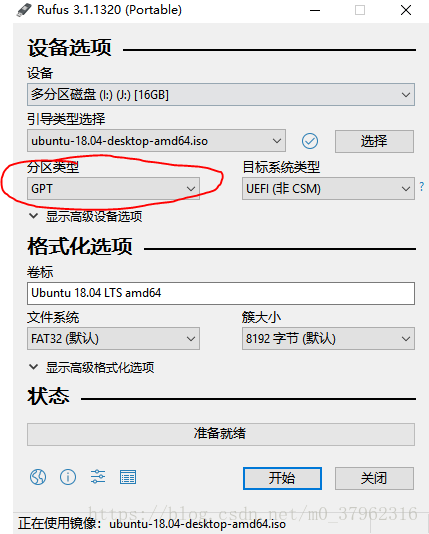 Rufus 3.1.1320 (Portable)
设备选项
设备
多分区磁盘 (I:) (J:) [16GB]
引导类型选择
ubuntu-18.04-desktop-amd64.iso
选择
分区类型 目标系统类型
GPT UEFI (非 CSM) ?
显示高级设备选项
格式化选项
卷标
Ubuntu 18.04 LTS amd64
文件系统 簇大小
FAT32 (默认) 8192 字节 (默认)
显示高级格式化选项
状态
准备就绪
开始 关闭
https://blog.csdn.net/m0_37962316
正在使用镜像：ubuntu-18.04-desktop-amd64.iso